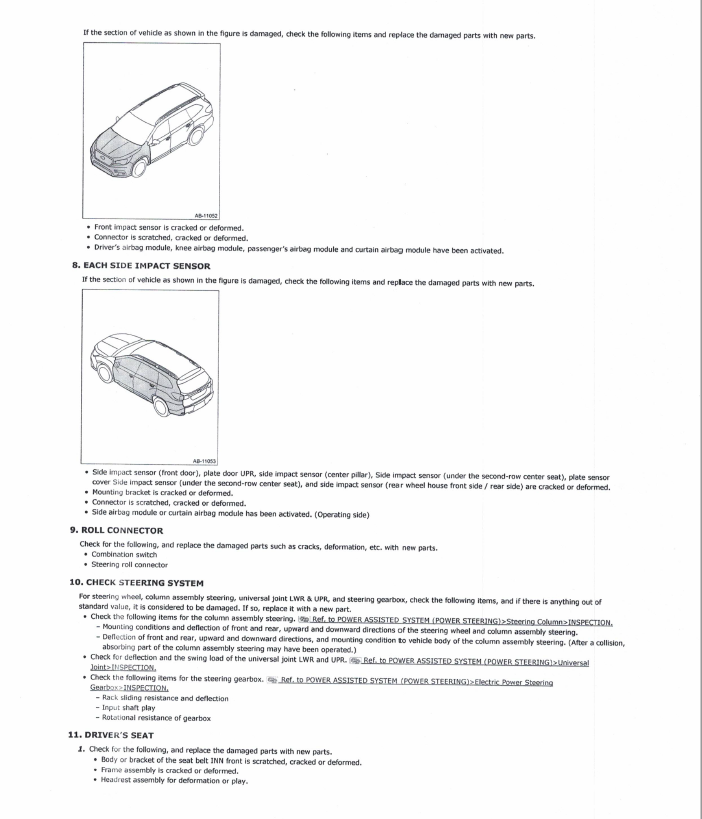 If the section of vehicle as shown in the figure is damaged, check the following items and replace the damaged parts with new parts.
AB-11052
• Front impact sensor is cracked or deformed.
• Connector is scratched, cracked or deformed.
• Driver's airbag module, knee airbag module, passenger's airbag module and curtain airbag module have been activated.
8. EACH SIDE IMPACT SENSOR
If the section of vehicle as shown in the figure is damaged, check the following items and replace the damaged parts with new parts.
AB-11053
• Side impact sensor (front door), plate door UPR, side impact sensor (center pillar), Side impact sensor (under the second-row center seat), plate sensor
cover Side impact sensor (under the second-row center seat), and side impact sensor (rear wheel house front side / rear side) are cracked or deformed.
• Mounting bracket is cracked or deformed.
• Connector is scratched, cracked or deformed.
• Side airbag module or curtain airbag module has been activated. (Operating side)
9. ROLL CONNECTOR
Check for the following, and replace the damaged parts such as cracks, deformation, etc. with new parts.
• Combination switch
• Steering roll connector
10. CHECK STEERING SYSTEM
For steering wheel, column assembly steering, universal joint LWR & UPR, and steering gearbox, check the following items, and if there is anything out of
standard value, it is considered to be damaged. If so, replace it with a new part.
• Check the following items for the column assembly steering. Ref. to POWER ASSISTED SYSTEM (POWER STEERING)>Steering Column>INSPECTION.
– Mounting conditions and deflection of front and rear, upward and downward directions of the steering wheel and column assembly steering.
– Deflection of front and rear, upward and downward directions, and mounting condition to vehicle body of the column assembly steering. (After a collision,
absorbing part of the column assembly steering may have been operated.)
• Check for deflection and the swing load of the universal joint LWR and UPR. Ref. to POWER ASSISTED SYSTEM (POWER STEERING)>Universal
Joint>INSPECTION.
• Check the following items for the steering gearbox. Ref. to POWER ASSISTED SYSTEM (POWER STEERING)>Electric Power Steering
Gearbox>INSPECTION.
– Rack sliding resistance and deflection
– Input shaft play
– Rotational resistance of gearbox
11. DRIVER'S SEAT
1. Check for the following, and replace the damaged parts with new parts.
• Body or bracket of the seat belt INN front is scratched, cracked or deformed.
• Frame assembly is cracked or deformed.
• Headrest assembly for deformation or play.